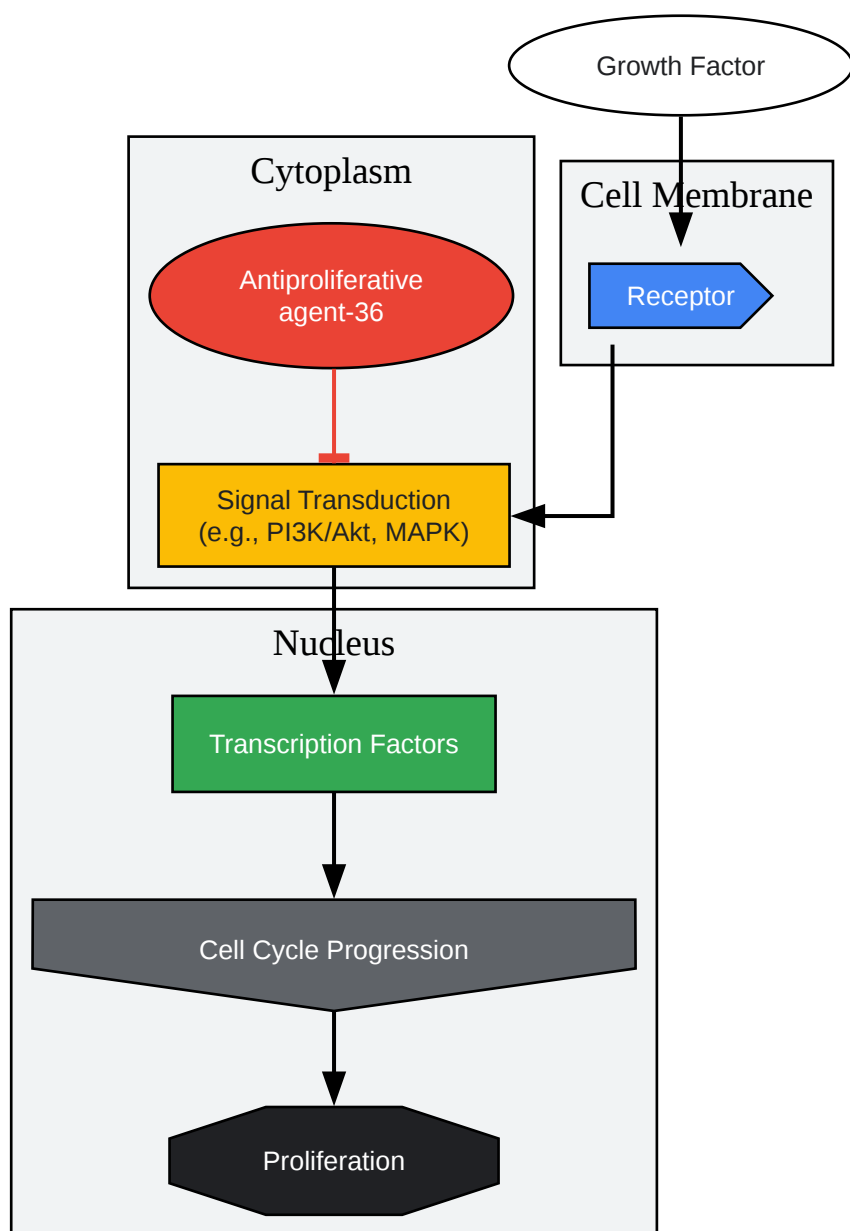 Growth Factor
Cytoplasm
Cell Membrane
Antiproliferative
agent-36
Receptor
Signal Transduction
(e.g., PI3K/Akt, MAPK)
Nucleus
Transcription Factors
Cell Cycle Progression
Proliferation